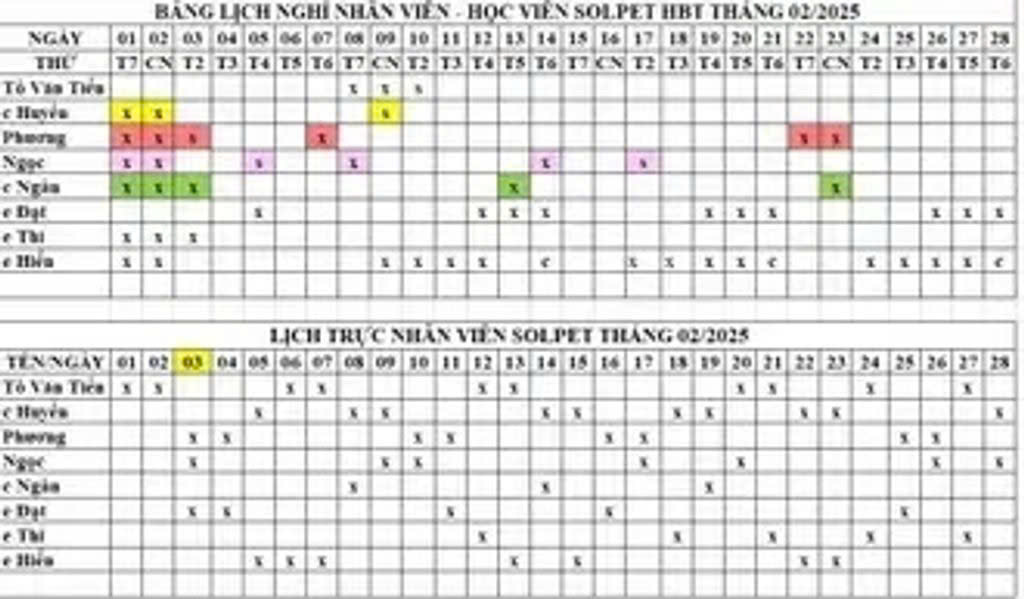 BẢNG LỊCH NGHỈ NHÂN VIÊN - HỌC VIÊN SOLPET HBT THÁNG 02/2025
NGÀY 01 02 03 04 05 06 07 08 09 10 11 12 13 14 15 16 17 18 19 20 21 22 23 24 25 26 27 28
THỨ T7 CN T2 T3 T4 T5 T6 T7 CN T2 T3 T4 T5 T6 T7 CN T2 T3 T4 T5 T6 T7 CN T2 T3 T4 T5 T6
Tô Văn Tiến x x s
c Huyền x x s
Phương x x s x x x
Ngọc x x s x x s
c Ngân x x x x x
e Đạt x x x x x x x x x x
e Thi x x x
e Hiếu x x x x x x c x x x x c x x x x c
LỊCH TRỰC NHÂN VIÊN SOLPET THÁNG 02/2025
TÊN/NGÀY 01 02 03 04 05 06 07 08 09 10 11 12 13 14 15 16 17 18 19 20 21 22 23 24 25 26 27 28
Tô Văn Tiến x x x x x x x x x x
c Huyền x x x x x x x x x x
Phương x x x x x x x x
Ngọc x x x x x x x
c Ngân x x x
e Đạt x x x x x
e Thi x x x x x
e Hiếu x x x x x x x